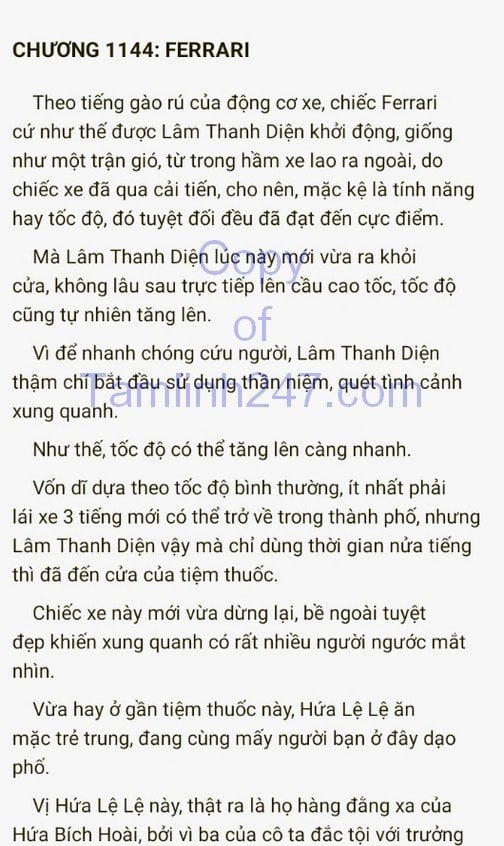 CHƯƠNG 1144: FERRARI
Theo tiếng gào rú của động cơ xe, chiếc Ferrari
cứ như thế được Lâm Thanh Diện khởi động, giống
như một trận gió, từ trong hầm xe lao ra ngoài, do
chiếc xe đã qua cải tiến, cho nên, mặc kệ là tính năng
hay tốc độ, đó tuyệt đối đều đã đạt đến cực điểm.
Mà Lâm Thanh Diện lúc này mới vừa ra khỏi
cửa, không lâu sau trực tiếp lên cầu cao tốc, tốc độ
cũng tự nhiên tăng lên.
Vì để nhanh chóng cứu người, Lâm Thanh Diện
thậm chí bắt đầu sử dụng thần niệm, quét tình cảnh
xung quanh.
Như thế, tốc độ có thể tăng lên càng nhanh.
Vốn dĩ dựa theo tốc độ bình thường, ít nhất phải
lái xe 3 tiếng mới có thể trở về trong thành phố, nhưng
Lâm Thanh Diện vậy mà chỉ dùng thời gian nửa tiếng
thì đã đến cửa của tiệm thuốc.
Chiếc xe này mới vừa dừng lại, bề ngoài tuyệt
đẹp khiến xung quanh có rất nhiều người ngước mắt
nhìn.
Vừa hay ở gần tiệm thuốc này, Hứa Lệ Lệ ăn
mặc trẻ trung, đang cùng mấy người bạn ở đây dạo
phố.
Vị Hứa Lệ Lệ này, thật ra là họ hàng đằng xa của
Hứa Bích Hoài, bởi vì ba của cô ta đắc tội với trưởng
Copy
of
Tamlinh247.com